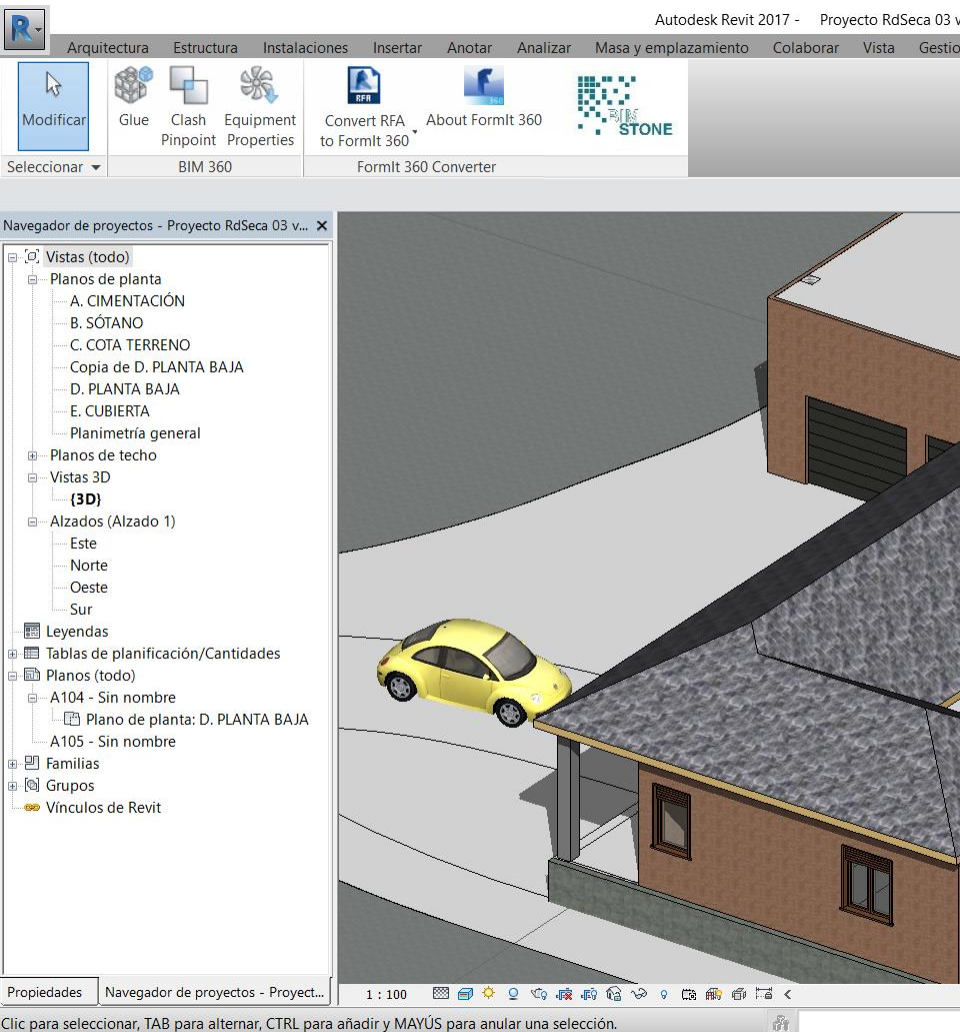 Autodesk Revit 2017 - Proyecto RdSeca 03 v
R
Arquitectura Estructura Instalaciones Insertar Anotar Analizar Masa y emplazamiento Colaborar Vista Gestio
Modificar
Glue
Clash Pinpoint
Equipment Properties
RFA
Convert RFA to FormIt 360
360
About FormIt 360
BIM
STONE
Seleccionar
BIM 360
FormIt 360 Converter
Navegador de proyectos - Proyecto RdSeca 03 v...
Vistas (todo)
Planos de planta
A. CIMENTACIÓN
B. SÓTANO
C. COTA TERRENO
Copia de D. PLANTA BAJA
D. PLANTA BAJA
E. CUBIERTA
Planimetría general
Planos de techo
Vistas 3D
{3D}
Alzados (Alzado 1)
Este
Norte
Oeste
Sur
Leyendas
Tablas de planificación/Cantidades
Planos (todo)
A104 - Sin nombre
Plano de planta: D. PLANTA BAJA
A105 - Sin nombre
Familias
Grupos
Vínculos de Revit
Propiedades
Navegador de proyectos - Proyect...
1 : 100
Clic para seleccionar, TAB para alternar, CTRL para añadir y MAYÚS para anular una selección.